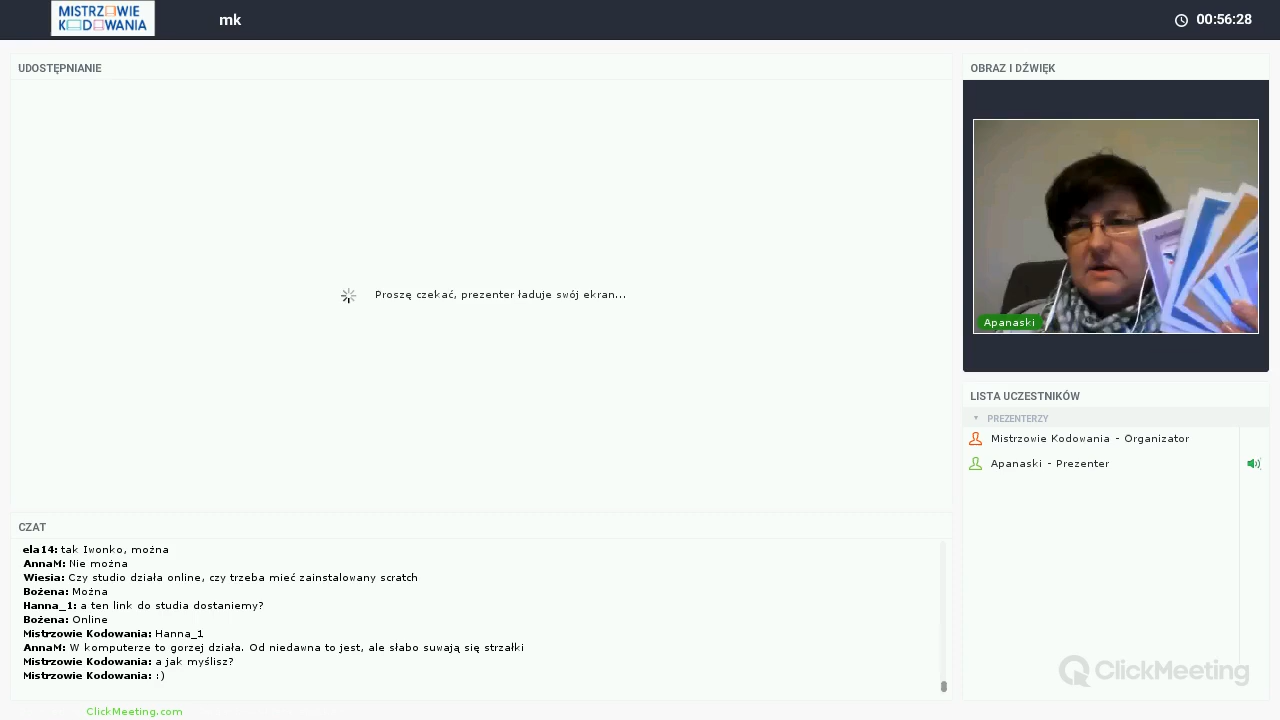 MISTRZOWIE
KODOWANIA
mk
00:56:28
UDOSTĘPNIANIE
Proszę czekać, prezenter ładuje swój ekran...
OBRAZ I DŹWIĘK
Apanaski
LISTA UCZESTNIKÓW
PREZENTERZY
Mistrzowie Kodowania - Organizator
Apanaski - Prezenter
CZAT
ela14: tak Iwonko, można
AnnaM: Nie można
Wiesia: Czy studio działa online, czy trzeba mieć zainstalowany scratch
Bożena: Można
Hanna_1: a ten link do studia dostaniemy?
Bożena: Online
Mistrzowie Kodowania: Hanna_1
AnnaM: W komputerze to gorzej działa. Od niedawna to jest, ale słabo suwają się strzałki
Mistrzowie Kodowania: a jak myślisz?
Mistrzowie Kodowania: :)
ClickMeeting
ClickMeeting.com